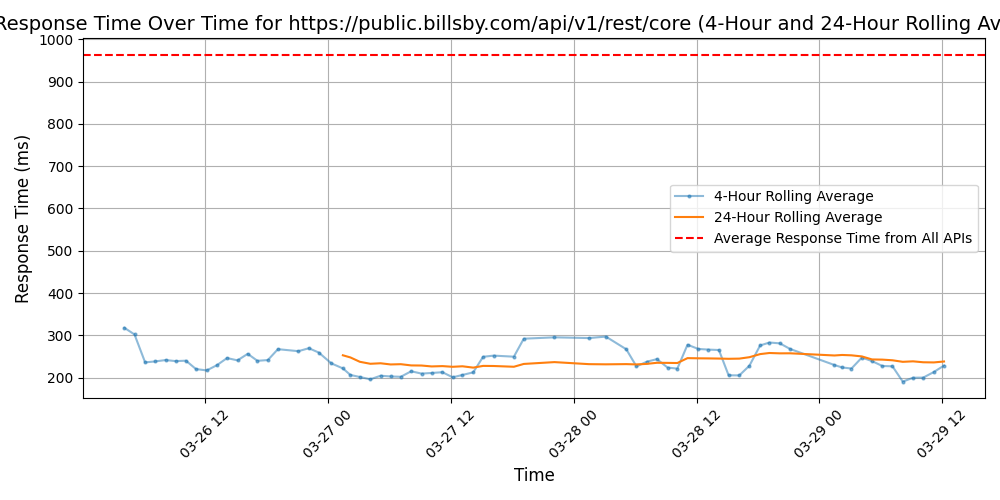 Response Time Over Time for https://public.billsby.com/api/v1/rest/core (4-Hour and 24-Hour Rolling Av
1000
900
800
700
600
500
400
300
200
Response Time (ms)
4-Hour Rolling Average
24-Hour Rolling Average
Average Response Time from All APIs
03-26 12
03-27 00
03-27 12
03-28 00
03-28 12
03-29 00
03-29 12
Time